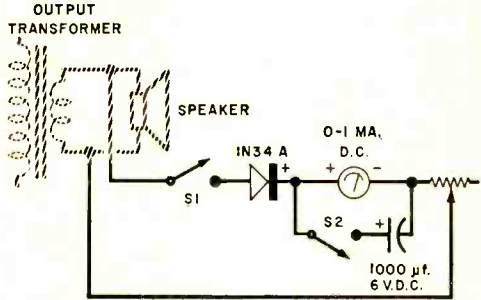 OUTPUT
TRANSFORMER
SPEAKER
0-1 MA,
D.C.
1N34 A
+
+
-
S1
S2
+
1000 µf.
6 V.D.C.